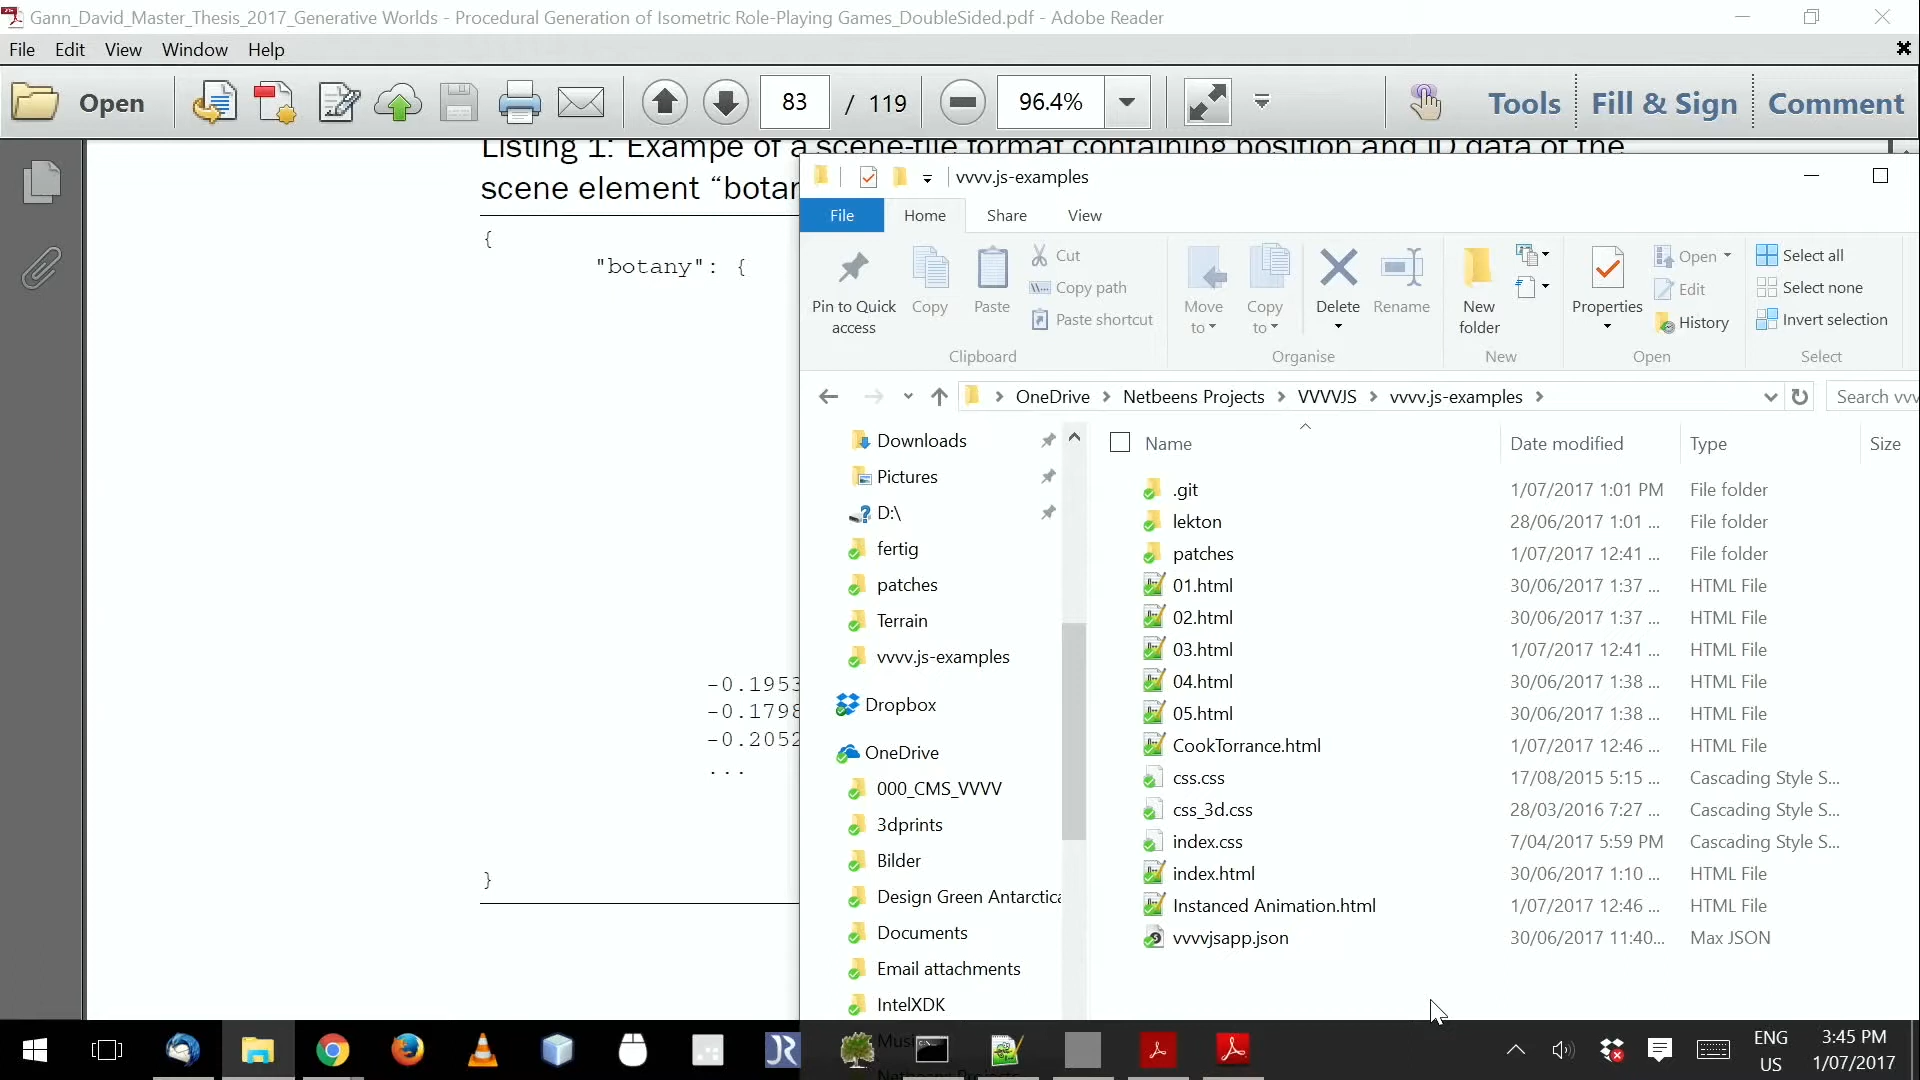 Gann_David_Master_Thesis_2017_Generative Worlds - Procedural Generation of Isometric Role-Playing Games_DoubleSided.pdf - Adobe Reader
File Edit View Window Help
Open 83 / 119 96.4% Tools Fill & Sign Comment
Listing 1: Exampe of a scene-file format containing position and ID data of the
scene element “botan
{
"botany": {
-0.1953
-0.1798
-0.2052
...
}
vvvv.js-examples
File Home Share View
Pin to Quick access
Copy
Paste
Cut
Copy path
Paste shortcut
Clipboard
Move to
Copy to
Delete
Rename
Organise
New folder
New
Properties
Open
Edit
History
Open
Select all
Select none
Invert selection
Select
OneDrive Netbeens Projects VVVVJS vvvv.js-examples
Search vvv
Downloads
Pictures
D:\
fertig
patches
Terrain
vvvv.js-examples
Dropbox
OneDrive
000_CMS_VVVV
3dprints
Bilder
Design Green Antarctica
Documents
Email attachments
IntelXDK
Name Date modified Type Size
.git 1/07/2017 1:01 PM File folder
lekton 28/06/2017 1:01 ... File folder
patches 1/07/2017 12:41 ... File folder
01.html 30/06/2017 1:37 ... HTML File
02.html 30/06/2017 1:37 ... HTML File
03.html 1/07/2017 12:41 ... HTML File
04.html 30/06/2017 1:38 ... HTML File
05.html 30/06/2017 1:38 ... HTML File
CookTorrance.html 1/07/2017 12:46 ... HTML File
css.css 17/08/2015 5:15 ... Cascading Style S...
css_3d.css 28/03/2016 7:27 ... Cascading Style S...
index.css 7/04/2017 5:59 PM Cascading Style S...
index.html 30/06/2017 1:10 ... HTML File
Instanced Animation.html 1/07/2017 12:46 ... HTML File
vvvvjsapp.json 30/06/2017 11:40... Max JSON
ENG
US
3:45 PM
1/07/2017